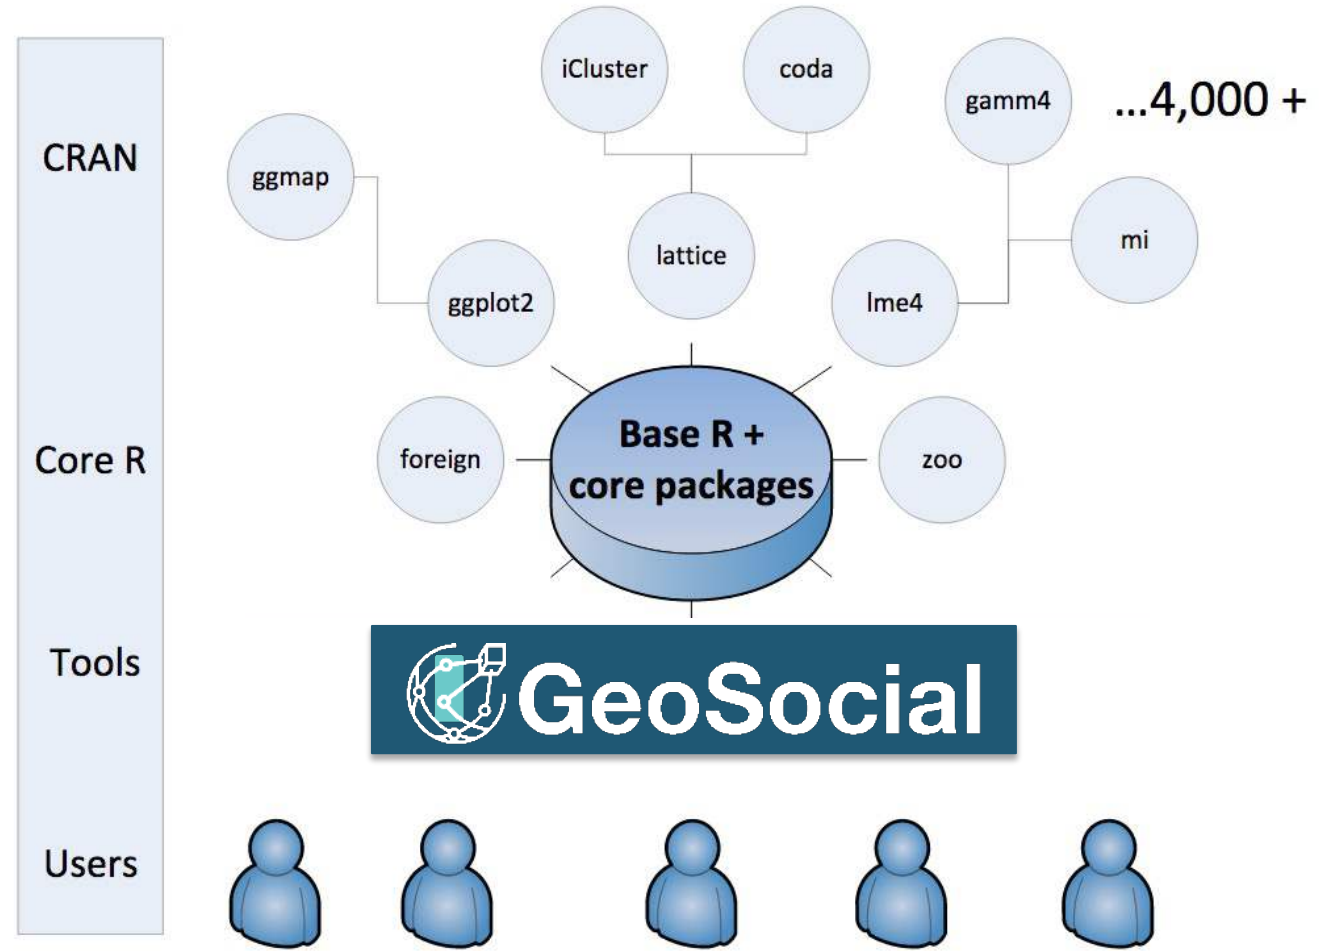 iCluster
coda
gamm4
...4,000 +
CRAN
ggmap
mi
lattice
ggplot2
lme4
Base R +
core packages
Core R
foreign
zoo
Tools
GeoSocial
Users